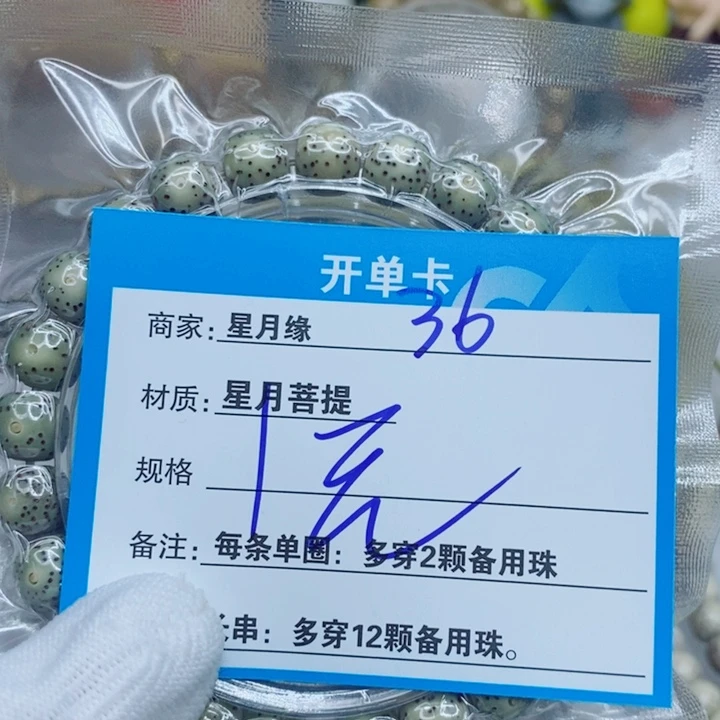 开单卡
36
商家：星月缘
材质：星月菩提
1元
规格
备注：每条单圈：多穿2颗备用珠
串：多穿12颗备用珠。